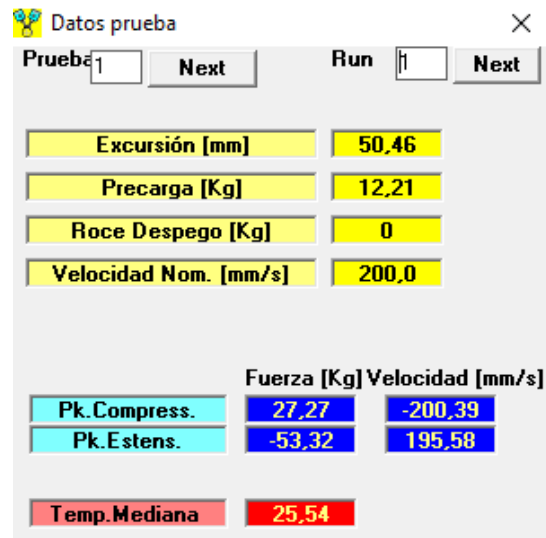 Datos prueba
Prueba 1 Next Run 1 Next
Excursión [mm] 50,46
Precarga [Kg] 12,21
Roce Despego [Kg] 0
Velocidad Nom. [mm/s] 200,0
Fuerza [Kg] Velocidad [mm/s]
Pk.Compress. 27,27 -200,39
Pk.Estens. -53,32 195,58
Temp.Mediana 25,54